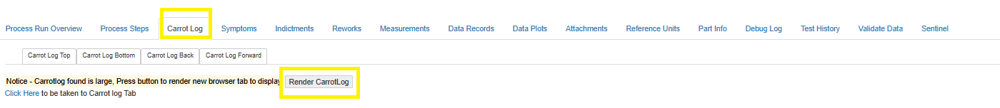 Process Run Overview Process Steps Carrot Log Symptoms Indictments Reworks Measurements Data Records Data Plots Attachments Reference Units Part Info Debug Log Test History Validate Data Sentinel
Carrot Log Top Carrot Log Bottom Carrot Log Back Carrot Log Forward
Notice - Carrotlog found is large, Press button to render new browser tab to display Render CarrotLog
Click Here to be taken to Carrot log Tab